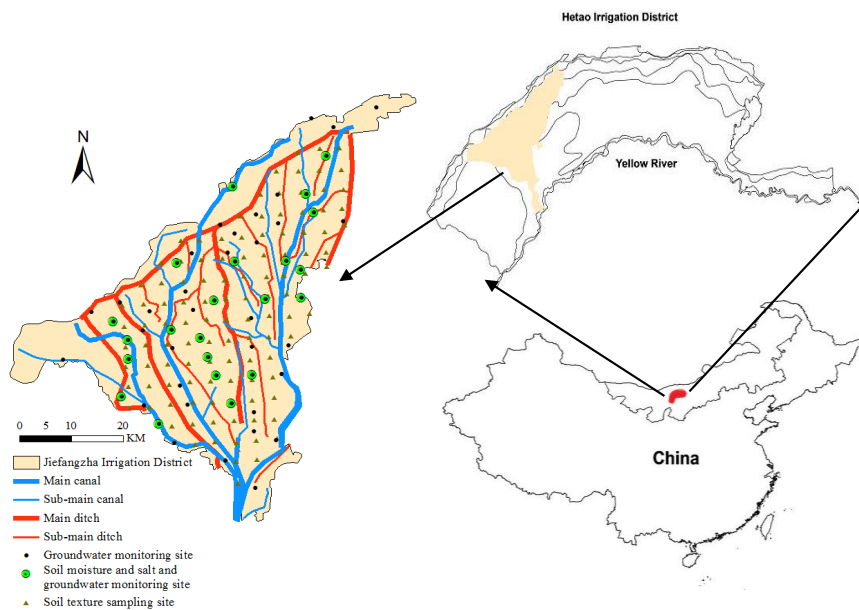 Hetao Irrigation District
Yellow River
China
N
0 5 10 20
KM
Jiefangzha Irrigation District
Main canal
Sub-main canal
Main ditch
Sub-main ditch
Groundwater monitoring site
Soil moisture and salt and
groundwater monitoring site
Soil texture sampling site